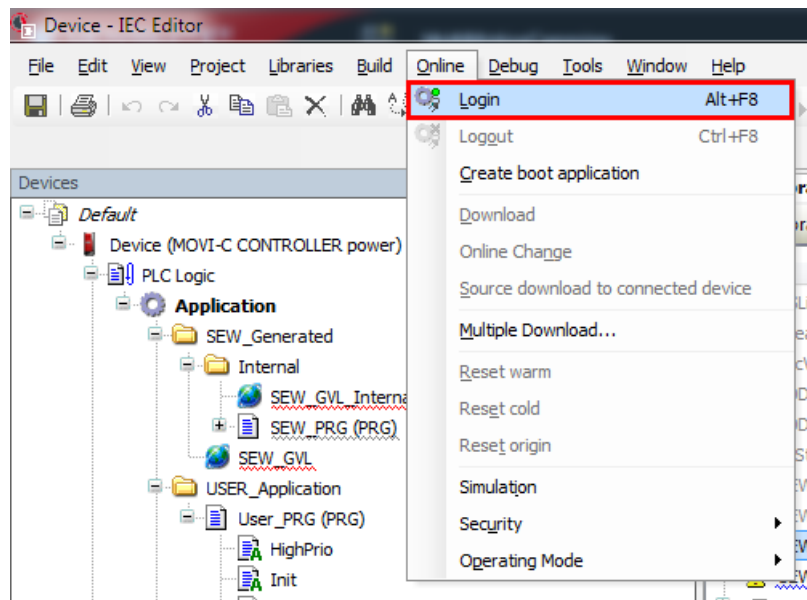 Device - IEC Editor
File Edit View Project Libraries Build Online Debug Tools Window Help
Login Alt+F8
Logout Ctrl+F8
Create boot application
Download
Online Change
Source download to connected device
Multiple Download...
Reset warm
Reset cold
Reset origin
Simulation
Security
Operating Mode
Devices
Default
Device (MOVI-C CONTROLLER power)
PLC Logic
Application
SEW_Generated
Internal
SEW_GVL_Interna
SEW_PRG (PRG)
SEW_GVL
USER_Application
User_PRG (PRG)
HighPrio
Init